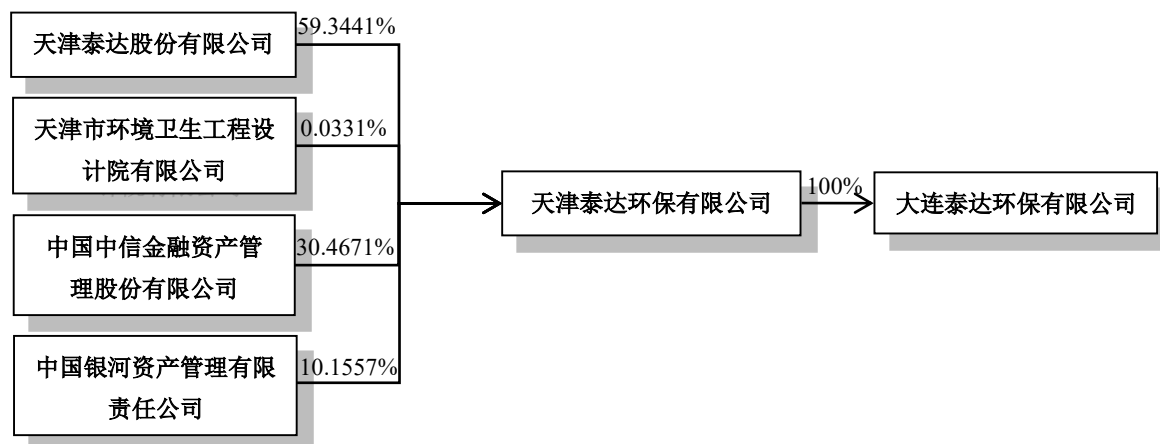 天津泰达股份有限公司
59.3441%
天津市环境卫生工程设
计院有限公司
0.0331%
中国中信金融资产管
理股份有限公司
30.4671%
中国银河资产管理有限
责任公司
10.1557%
天津泰达环保有限公司
100%
大连泰达环保有限公司